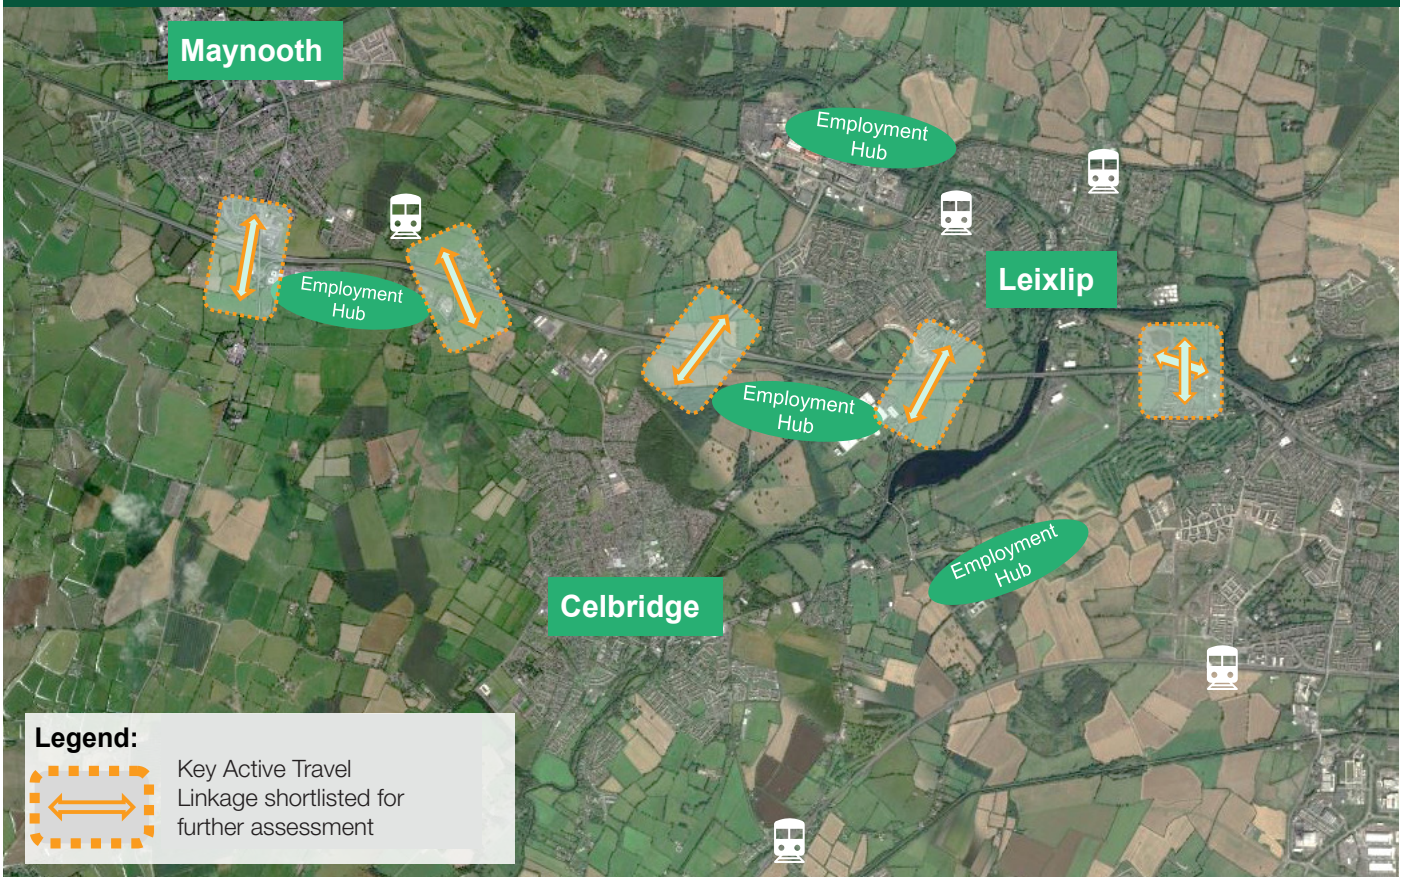 Maynooth
Employment
Hub
Leixlip
Employment
Hub
Employment
Hub
Employment
Hub
Celbridge
Legend:
Key Active Travel
Linkage shortlisted for
further assessment